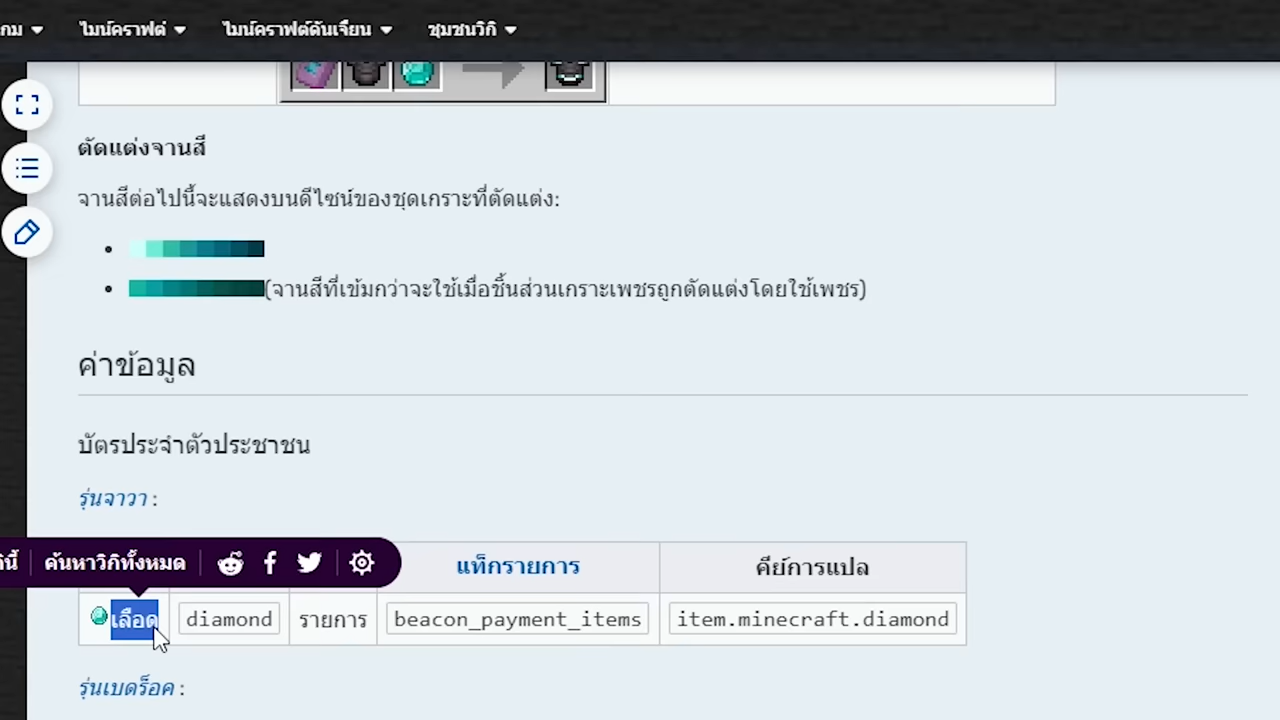 ไมน์คราฟต์ ไมน์คราฟต์ดันเจี้ยน ชุมชนวิกิ
ตัดแต่งจานสี
จานสีต่อไปนี้จะแสดงบนดีไซน์ของชุดเกราะที่ตัดแต่ง:
(จานสีที่เข้มกว่าจะใช้เมื่อชิ้นส่วนเกราะเพชรถูกตัดแต่งโดยใช้เพชร)
ค่าข้อมูล
บัตรประจำตัวประชาชน
รุ่นจาวา :
ค้นหาวิกิทั้งหมด แท็กรายการ คีย์การแปล
เลือด diamond รายการ beacon_payment_items item.minecraft.diamond
รุ่นเบดร็อค :